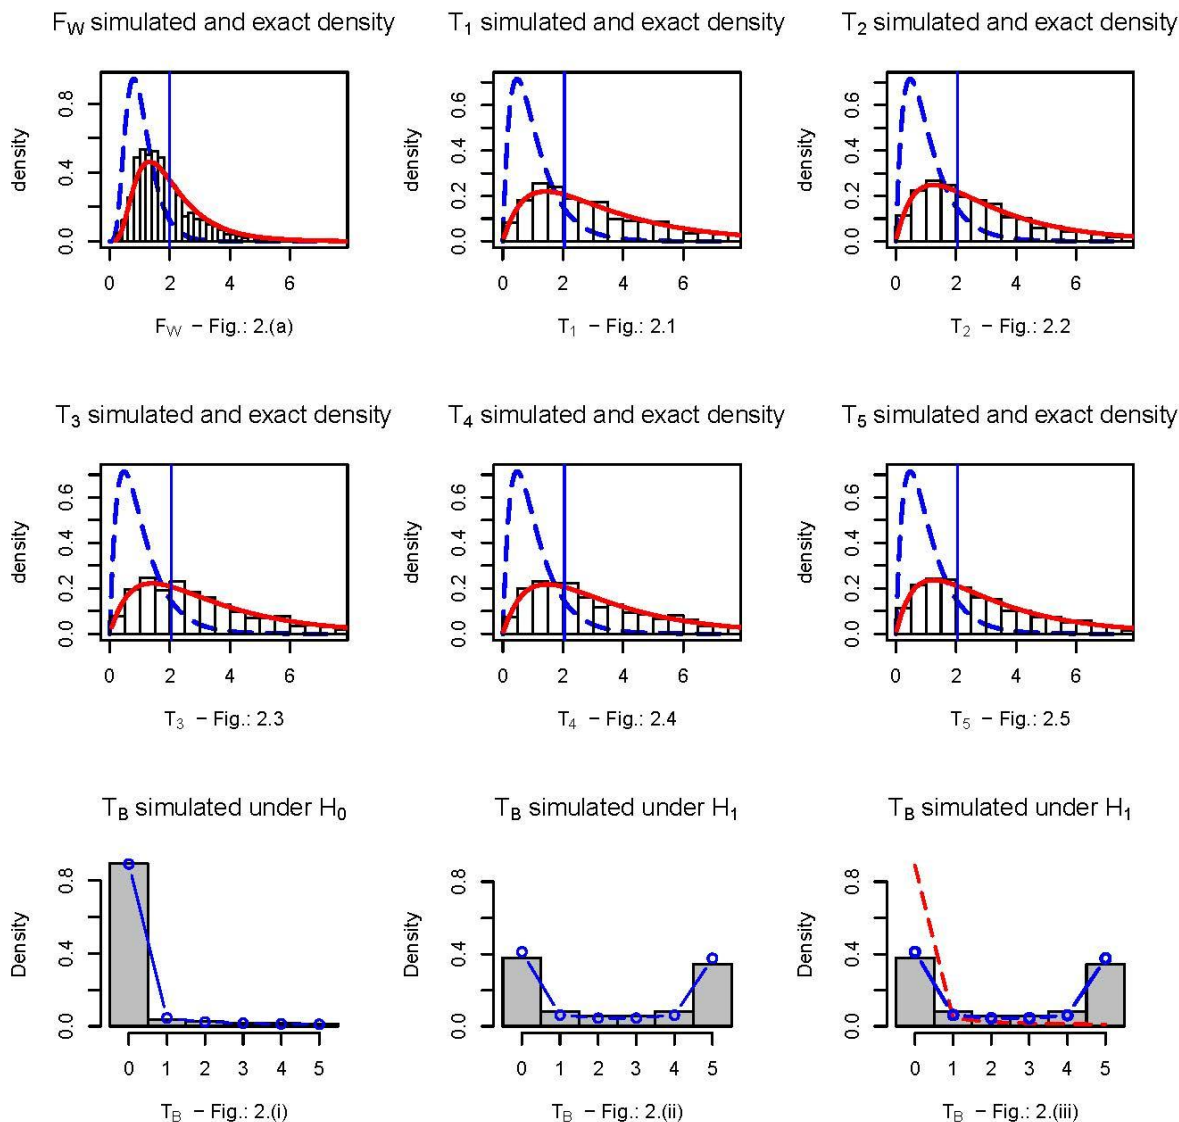 F_W simulated and exact density
T_1 simulated and exact density
T_2 simulated and exact density
density
0.0 0.4 0.8
0 2 4 6
F_W – Fig.: 2.(a)
density
0.0 0.2 0.4 0.6
0 2 4 6
T_1 – Fig.: 2.1
density
0.0 0.2 0.4 0.6
0 2 4 6
T_2 – Fig.: 2.2
T_3 simulated and exact density
T_4 simulated and exact density
T_5 simulated and exact density
density
0.0 0.2 0.4 0.6
0 2 4 6
T_3 – Fig.: 2.3
density
0.0 0.2 0.4 0.6
0 2 4 6
T_4 – Fig.: 2.4
density
0.0 0.2 0.4 0.6
0 2 4 6
T_5 – Fig.: 2.5
T_B simulated under H_0
T_B simulated under H_1
T_B simulated under H_1
Density
0.0 0.4 0.8
0 1 2 3 4 5
T_B – Fig.: 2.(i)
Density
0.0 0.4 0.8
0 1 2 3 4 5
T_B – Fig.: 2.(ii)
Density
0.0 0.4 0.8
0 1 2 3 4 5
T_B – Fig.: 2.(iii)